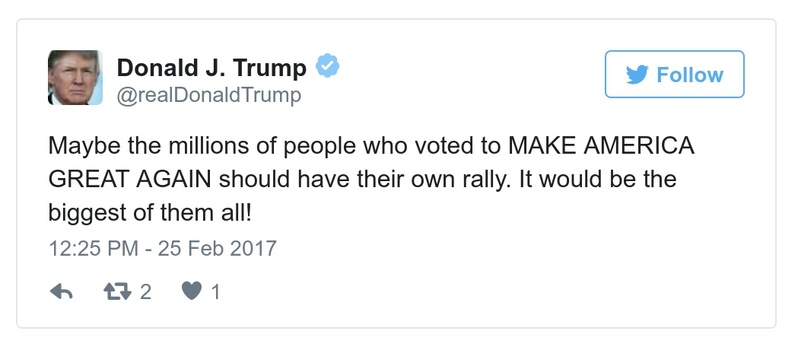 Donald J. Trump
@realDonaldTrump
Follow
Maybe the millions of people who voted to MAKE AMERICA
GREAT AGAIN should have their own rally. It would be the
biggest of them all!
12:25 PM - 25 Feb 2017
2 1